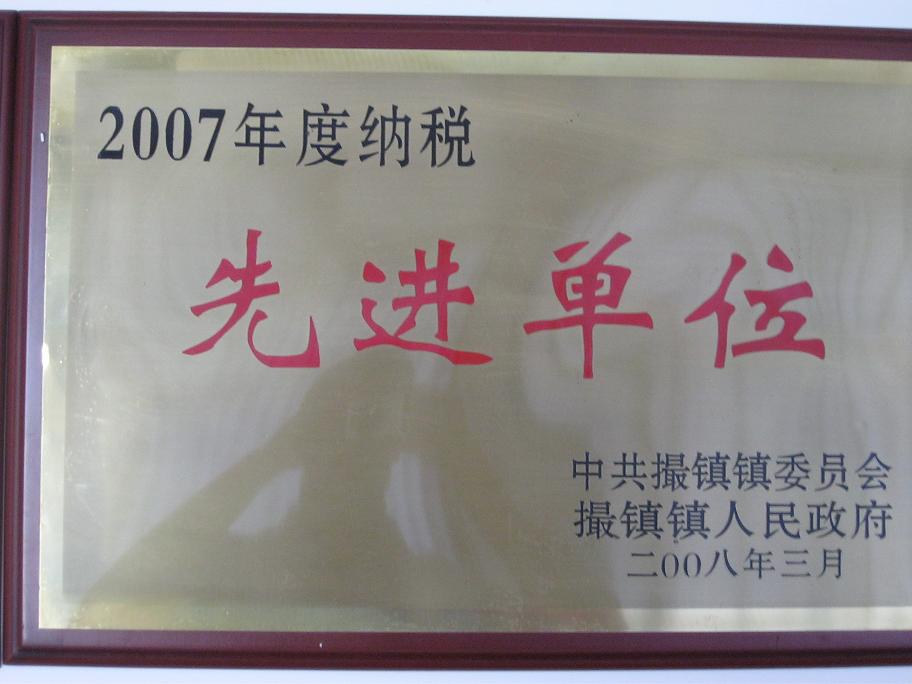 2007年度纳税
先进单位
中共撮镇镇委员会
撮镇镇人民政府
二00八年三月